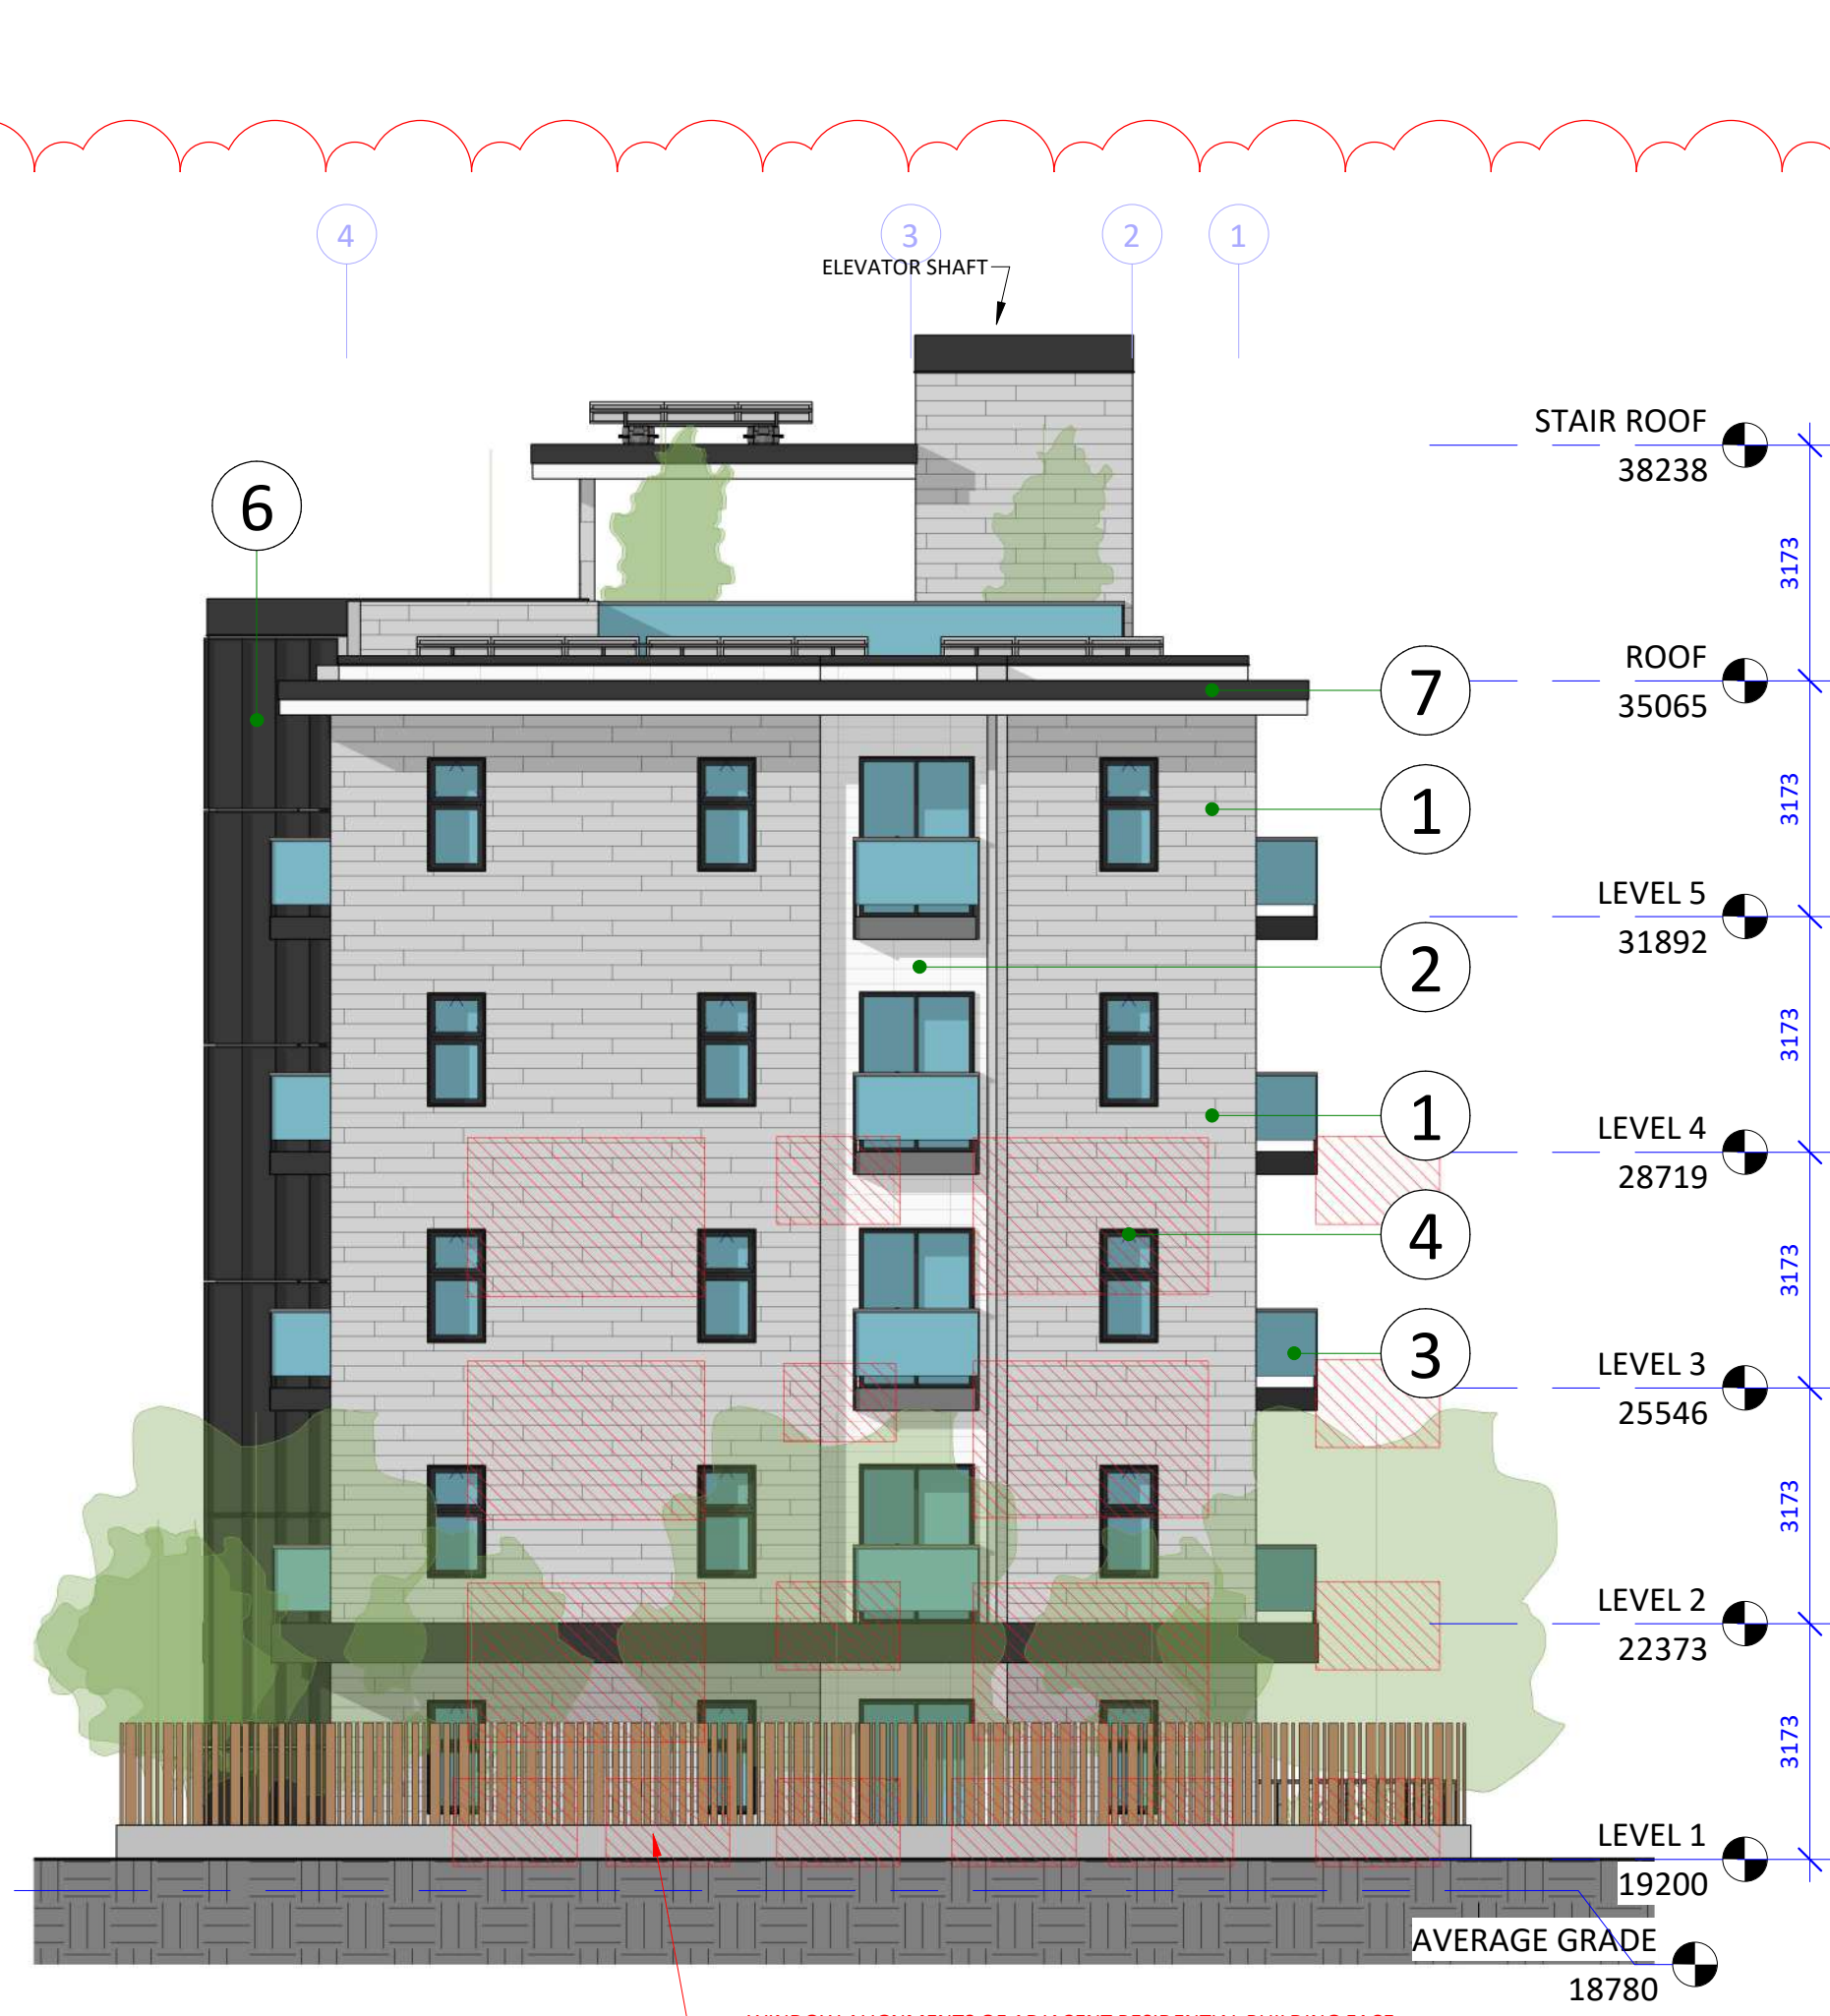 4 3 2 1
ELEVATOR SHAFT
STAIR ROOF
38238
3173
6
ROOF
35065
7
3173
1
LEVEL 5
31892
2
3173
1
LEVEL 4
28719
4
3173
3
LEVEL 3
25546
3173
LEVEL 2
22373
3173
LEVEL 1
19200
AVERAGE GRADE
18780